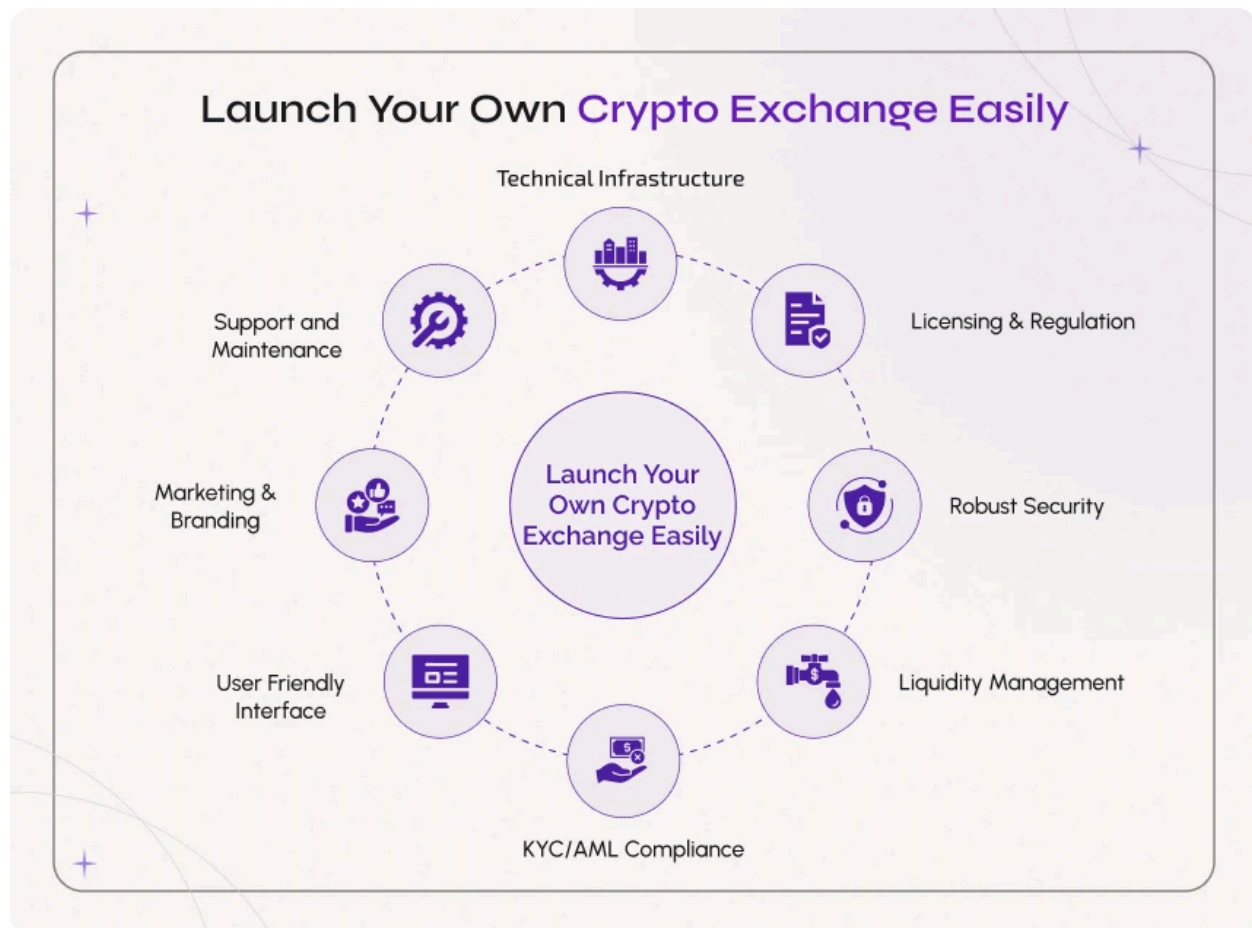 Launch Your Own Crypto Exchange Easily
Technical Infrastructure
Support and
Maintenance
Licensing & Regulation
Launch Your
Own Crypto
Exchange Easily
Marketing &
Branding
Robust Security
User Friendly
Interface
Liquidity Management
KYC/AML Compliance